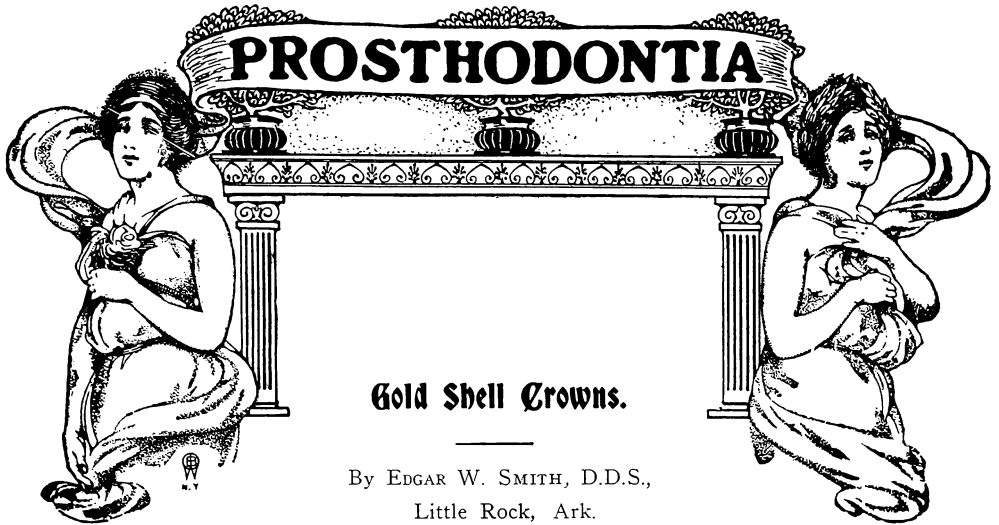 PROSTHODONTIA
Gold Shell Crowns.
By EDGAR W. SMITH, D.D.S.,
Little Rock, Ark.
N.Y